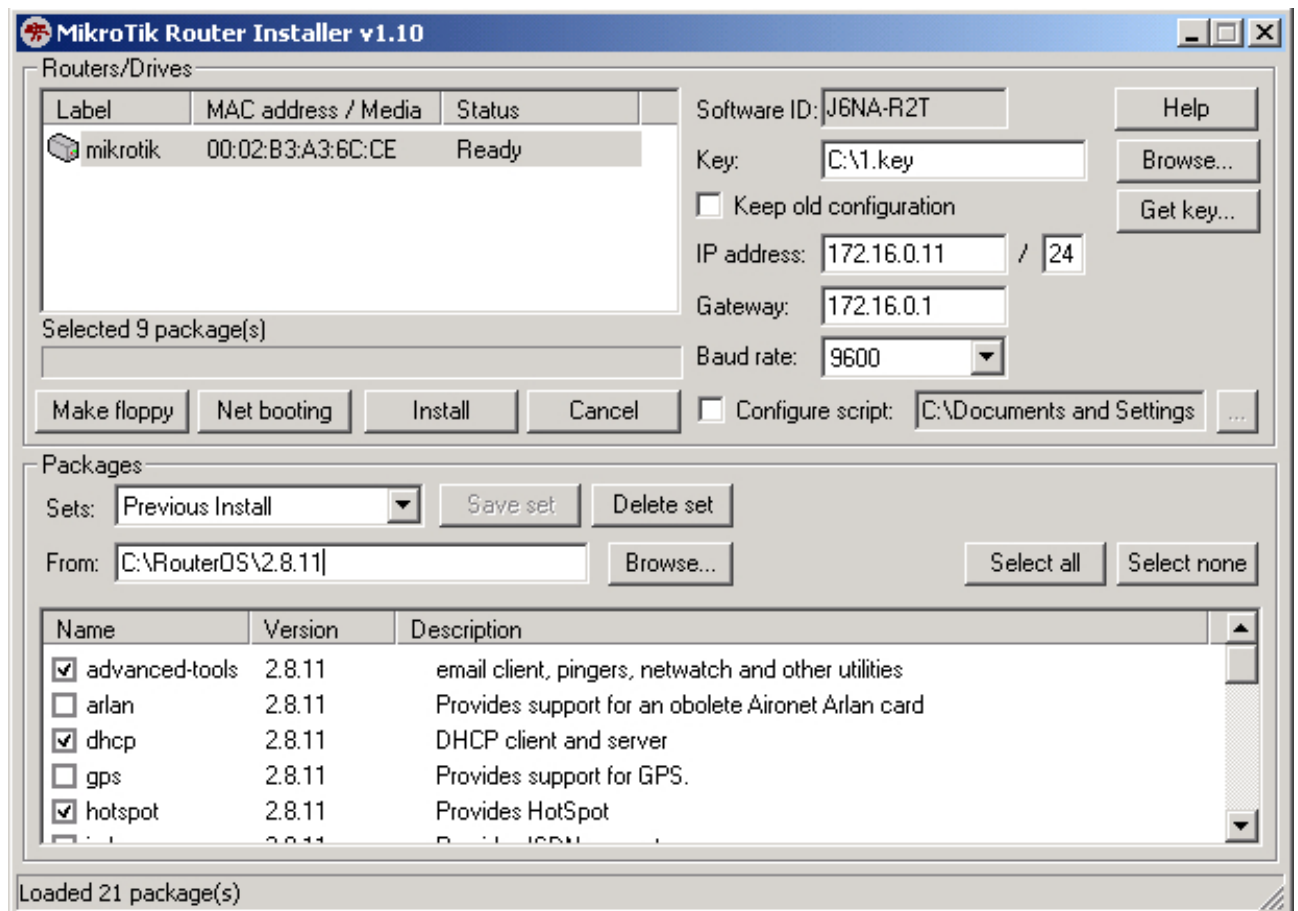 MikroTik Router Installer v1.10
Routers/Drives
Label MAC address / Media Status
mikrotik 00:02:B3:A3:6C:CE Ready
Selected 9 package(s)
Make floppy Net booting Install Cancel
Software ID: J6NA-R2T Help
Key: C:\1.key Browse...
Keep old configuration Get key...
IP address: 172.16.0.11 / 24
Gateway: 172.16.0.1
Baud rate: 9600
Configure script: C:\Documents and Settings ...
Packages
Sets: Previous Install Save set Delete set
From: C:\RouterOS\2.8.11 Browse... Select all Select none
Name Version Description
advanced-tools 2.8.11 email client, pingers, netwatch and other utilities
arlan 2.8.11 Provides support for an obolete Aironet Arlan card
dhcp 2.8.11 DHCP client and server
gps 2.8.11 Provides support for GPS.
hotspot 2.8.11 Provides HotSpot
Loaded 21 package(s)